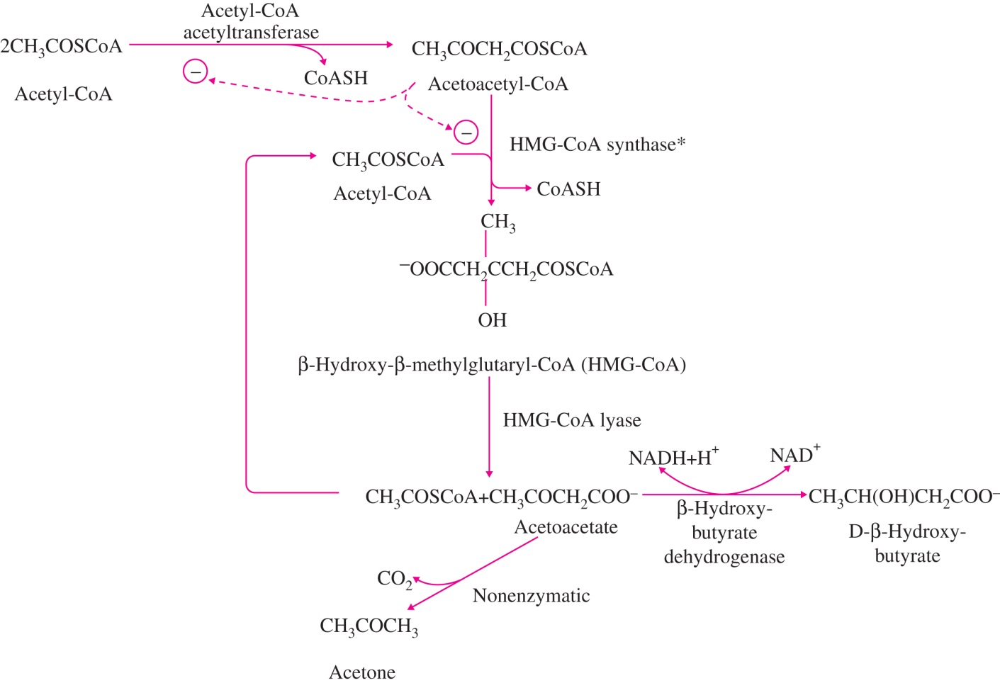 Acetyl-CoA
acetyltransferase
2CH₃COSCoA
CH₃COCH₂COSCoA
−
CoASH
Acetoacetyl-CoA
Acetyl-CoA
−
HMG-CoA synthase*
CH₃COSCoA
Acetyl-CoA
CoASH
CH₃
⁻OOCCH₂CCH₂COSCoA
OH
β-Hydroxy-β-methylglutaryl-CoA (HMG-CoA)
HMG-CoA lyase
NADH+H⁺
NAD⁺
CH₃COSCoA+CH₃COCH₂COO⁻
CH₃CH(OH)CH₂COO⁻
β-Hydroxy-
butyrate
dehydrogenase
Acetoacetate
D-β-Hydroxy-
butyrate
CO₂
Nonenzymatic
CH₃COCH₃
Acetone